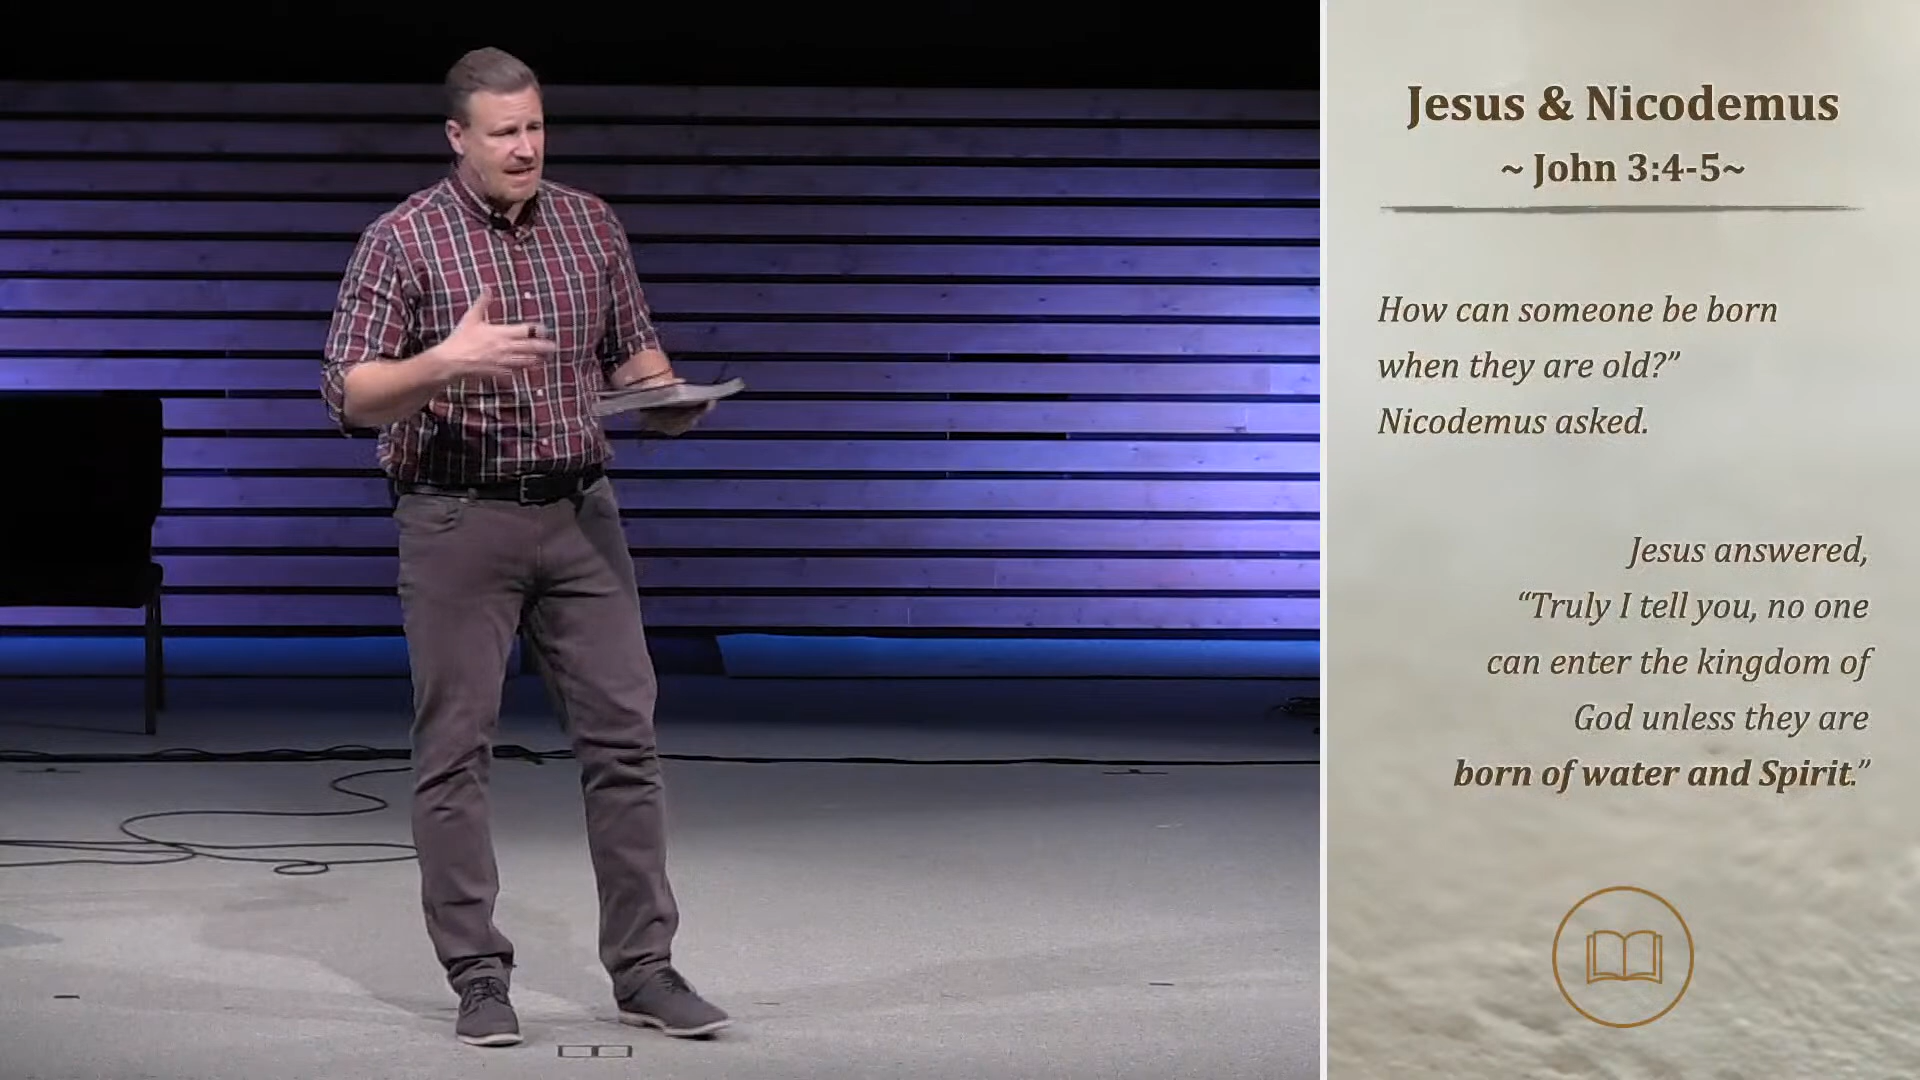 Jesus & Nicodemus
~ John 3:4-5~
How can someone be born
when they are old?”
Nicodemus asked.
Jesus answered,
“Truly I tell you, no one
can enter the kingdom of
God unless they are
born of water and Spirit.”